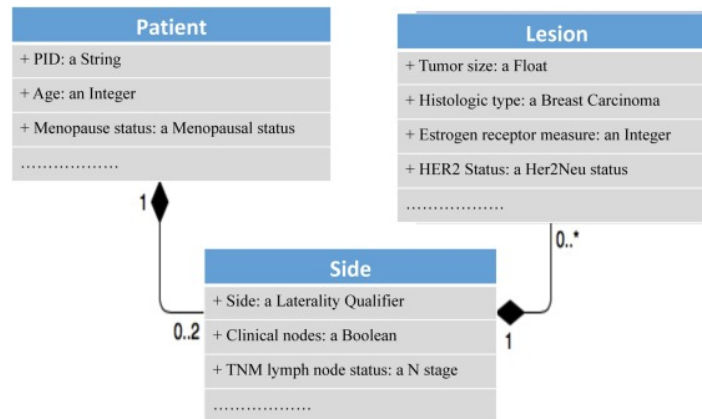 Patient
+ PID: a String
+ Age: an Integer
+ Menopause status: a Menopausal status
………………
1
0..2
Lesion
+ Tumor size: a Float
+ Histologic type: a Breast Carcinoma
+ Estrogen receptor measure: an Integer
+ HER2 Status: a Her2Neu status
………………
0..*
1
Side
+ Side: a Laterality Qualifier
+ Clinical nodes: a Boolean
+ TNM lymph node status: a N stage
………………